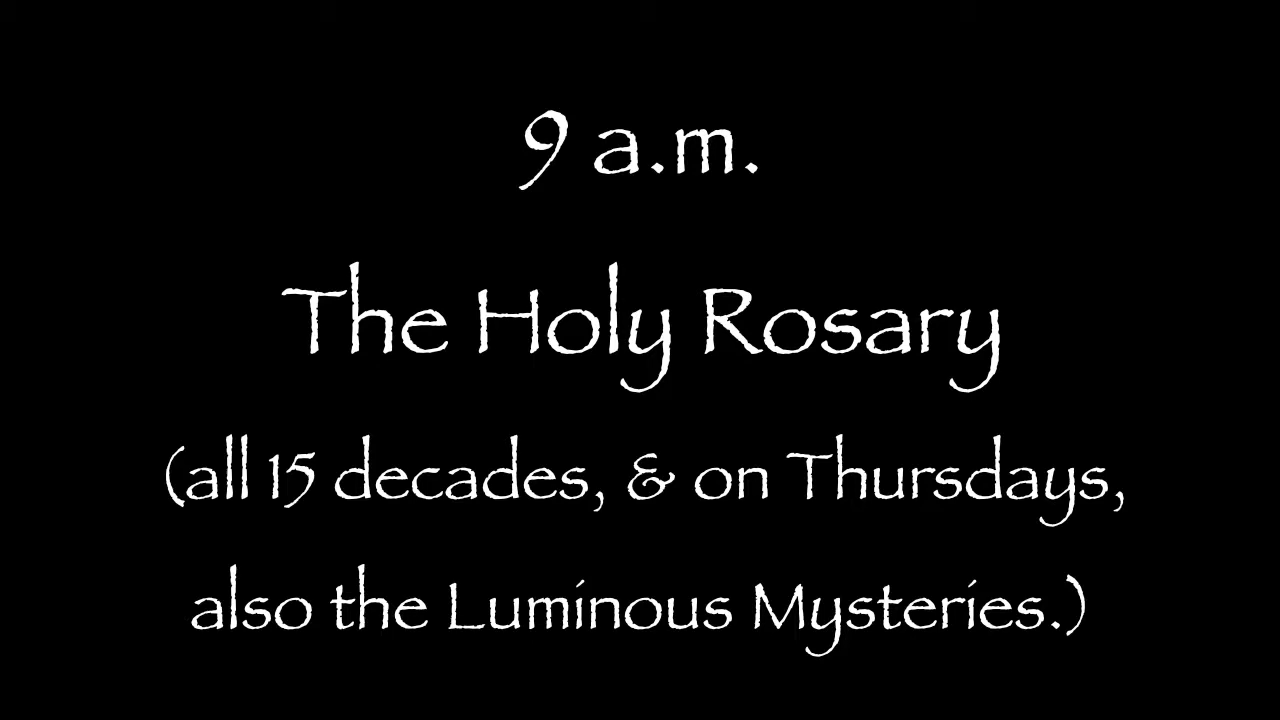 9 a.m.
The Holy Rosary
(all 15 decades, & on Thursdays,
also the Luminous Mysteries.)